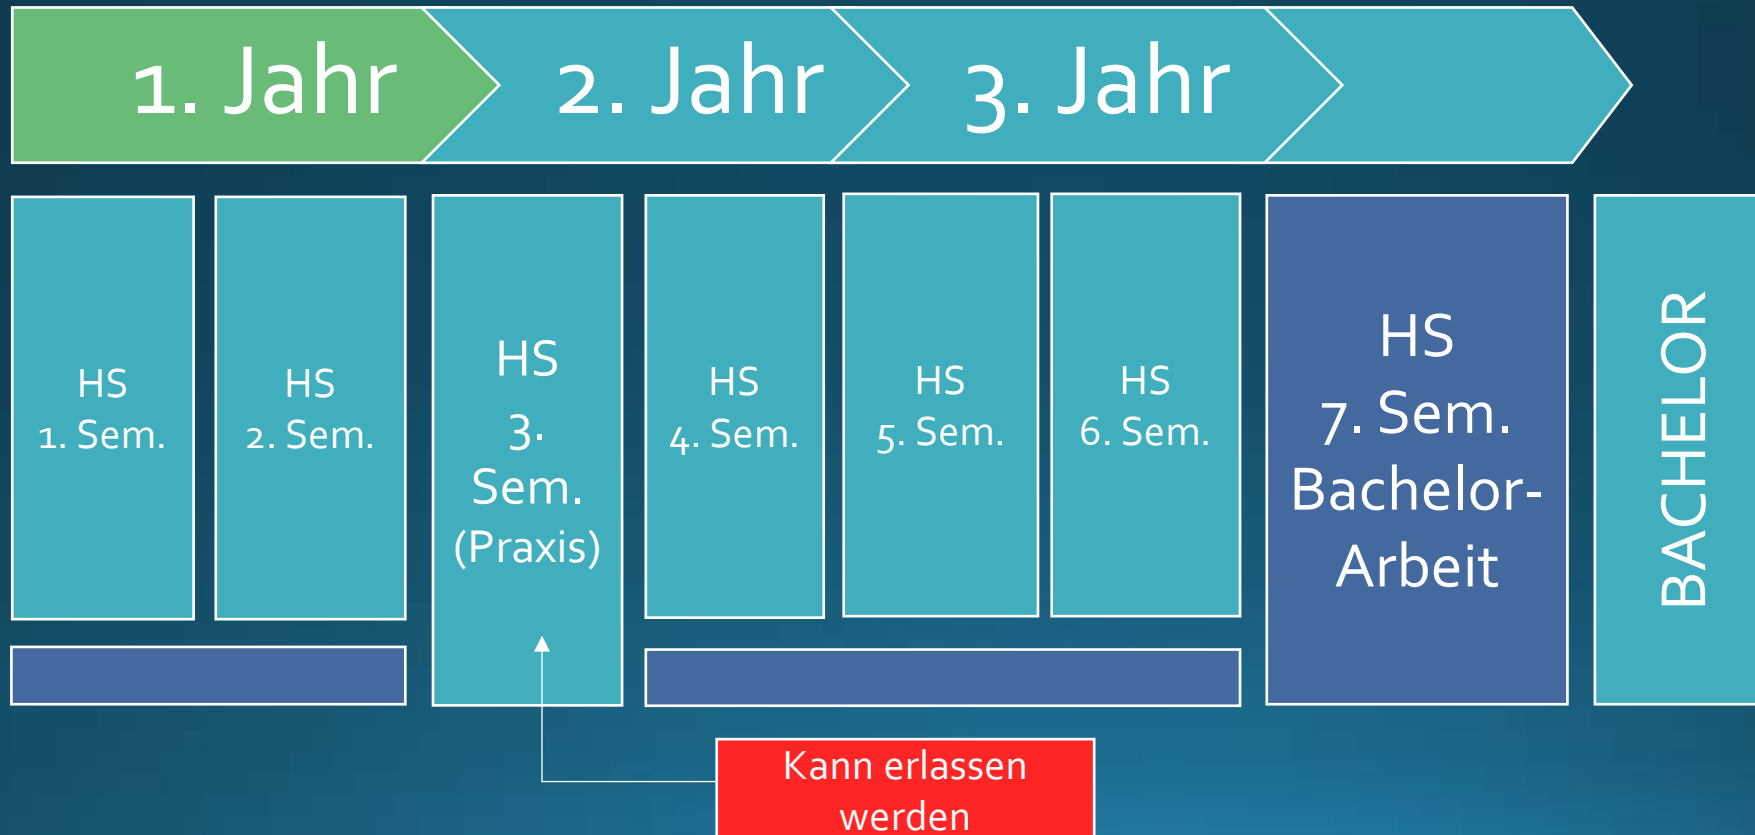 1. Jahr
2. Jahr
3. Jahr
HS
1. Sem.
HS
2. Sem.
HS
3.
Sem.
(Praxis)
HS
4. Sem.
HS
5. Sem.
HS
6. Sem.
HS
7. Sem.
Bachelor-
Arbeit
BACHELOR
Kann erlassen
werden